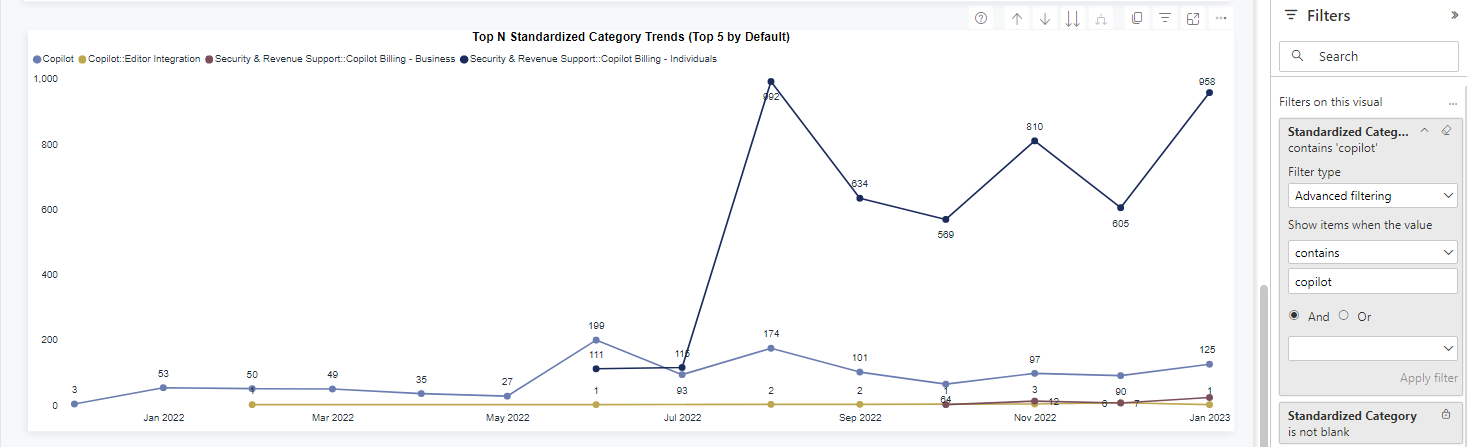 Filters
Top N Standardized Category Trends (Top 5 by Default)
Copilot Copilot::Editor Integration Security & Revenue Support::Copilot Billing - Business Security & Revenue Support::Copilot Billing - Individuals
Search
1,000
800
600
400
200
0
992
634
569
810
605
958
199
111
115
174
101
97
125
3
53
50
49
35
27
1
93
2
2
1
64
3
12
90
6
7
1
Jan 2022 Mar 2022 May 2022 Jul 2022 Sep 2022 Nov 2022 Jan 2023
Filters on this visual
Standardized Categ...
contains 'copilot'
Filter type
Advanced filtering
Show items when the value
contains
copilot
And Or
Apply filter
Standardized Category
is not blank